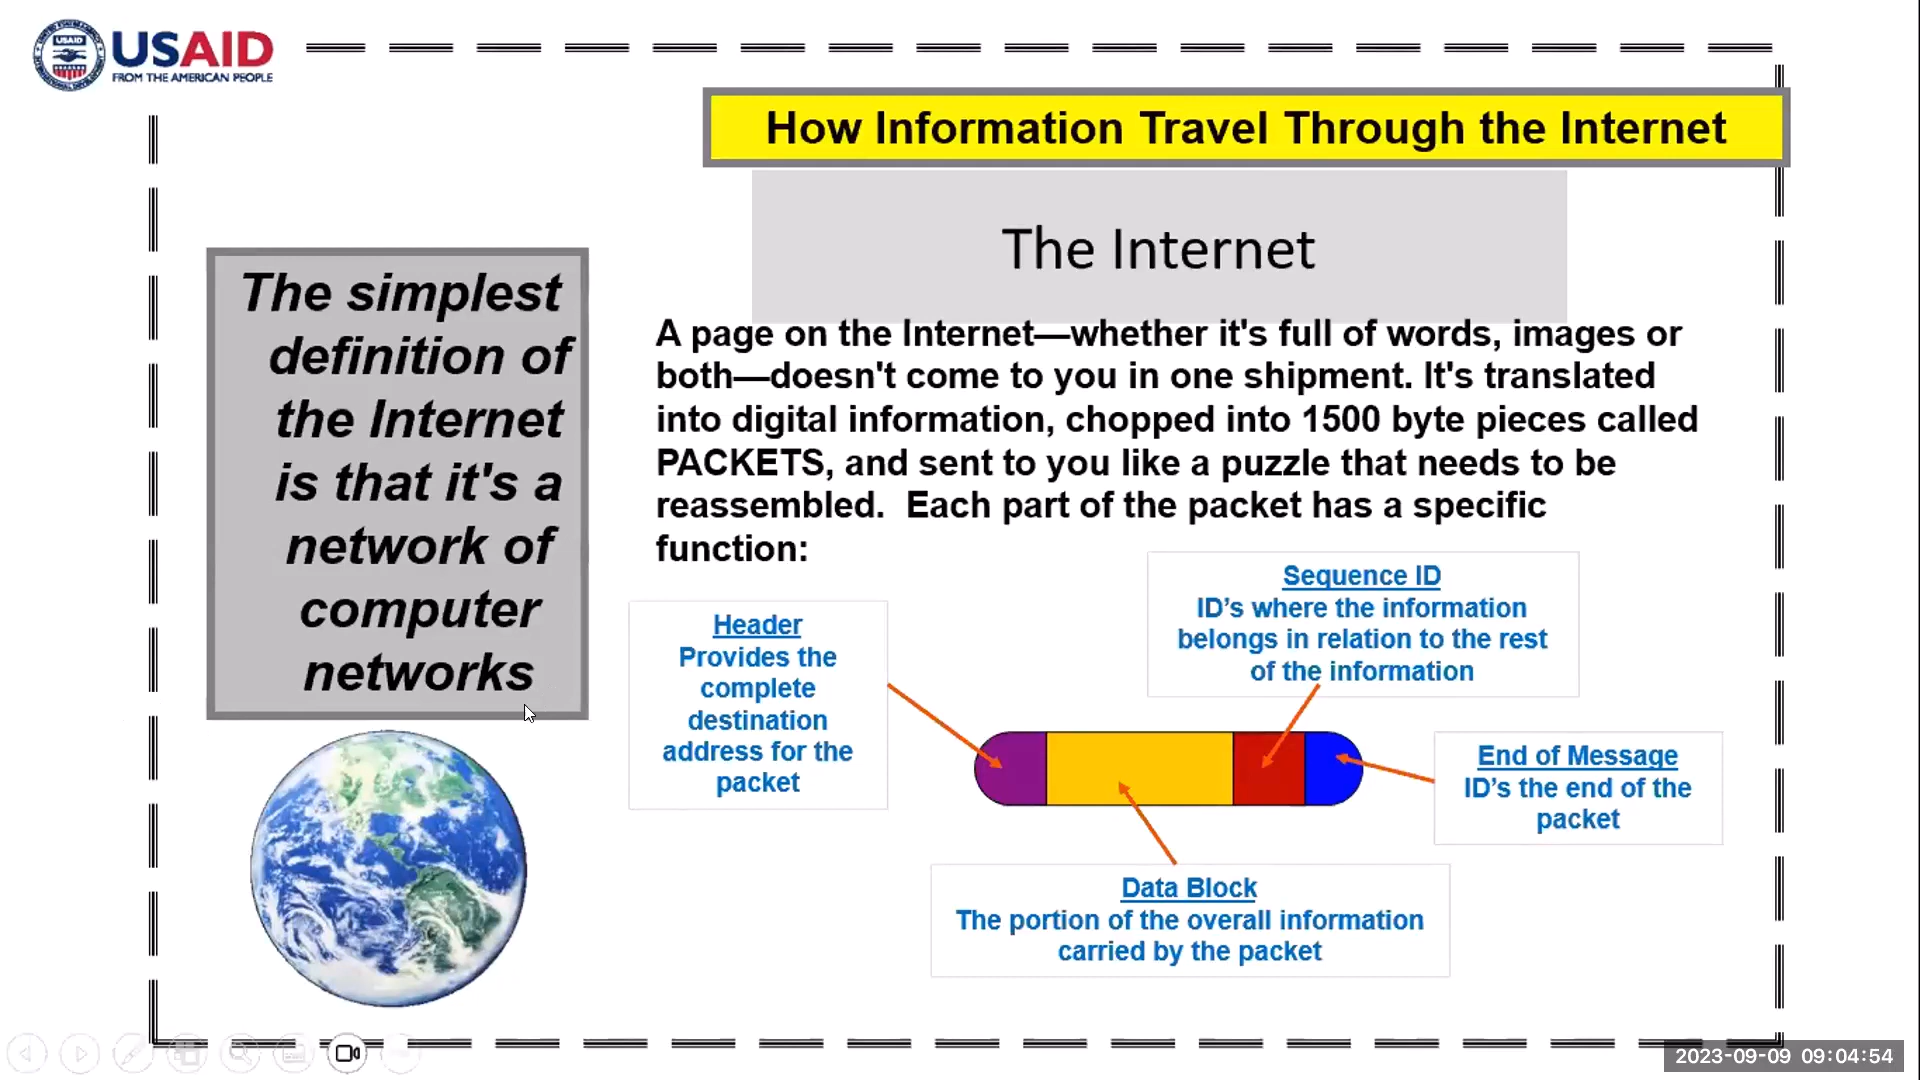 USAID
USAID
FROM THE AMERICAN PEOPLE
How Information Travel Through the Internet
The Internet
The simplest
definition of
the Internet
is that it's a
network of
computer
networks
A page on the Internet—whether it's full of words, images or
both—doesn't come to you in one shipment. It's translated
into digital information, chopped into 1500 byte pieces called
PACKETS, and sent to you like a puzzle that needs to be
reassembled.  Each part of the packet has a specific
function:
Header
Provides the
complete
destination
address for the
packet
Sequence ID
ID’s where the information
belongs in relation to the rest
of the information
End of Message
ID’s the end of the
packet
Data Block
The portion of the overall information
carried by the packet
2023-09-09 09:04:54